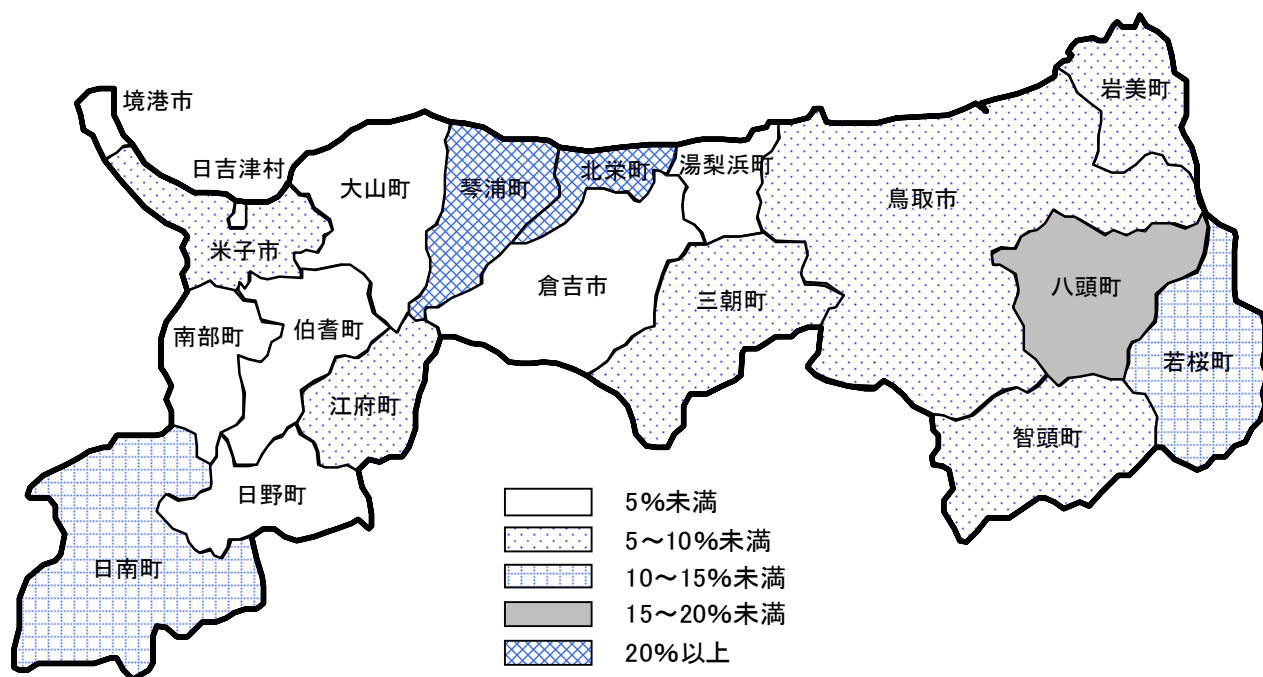 岩美町
境港市
日吉津村
大山町
琴浦町
北栄町
湯梨浜町
鳥取市
米子市
倉吉市
三朝町
八頭町
南部町
伯耆町
若桜町
江府町
智頭町
日野町
日南町
5%未満
5～10%未満
10～15%未満
15～20%未満
20%以上